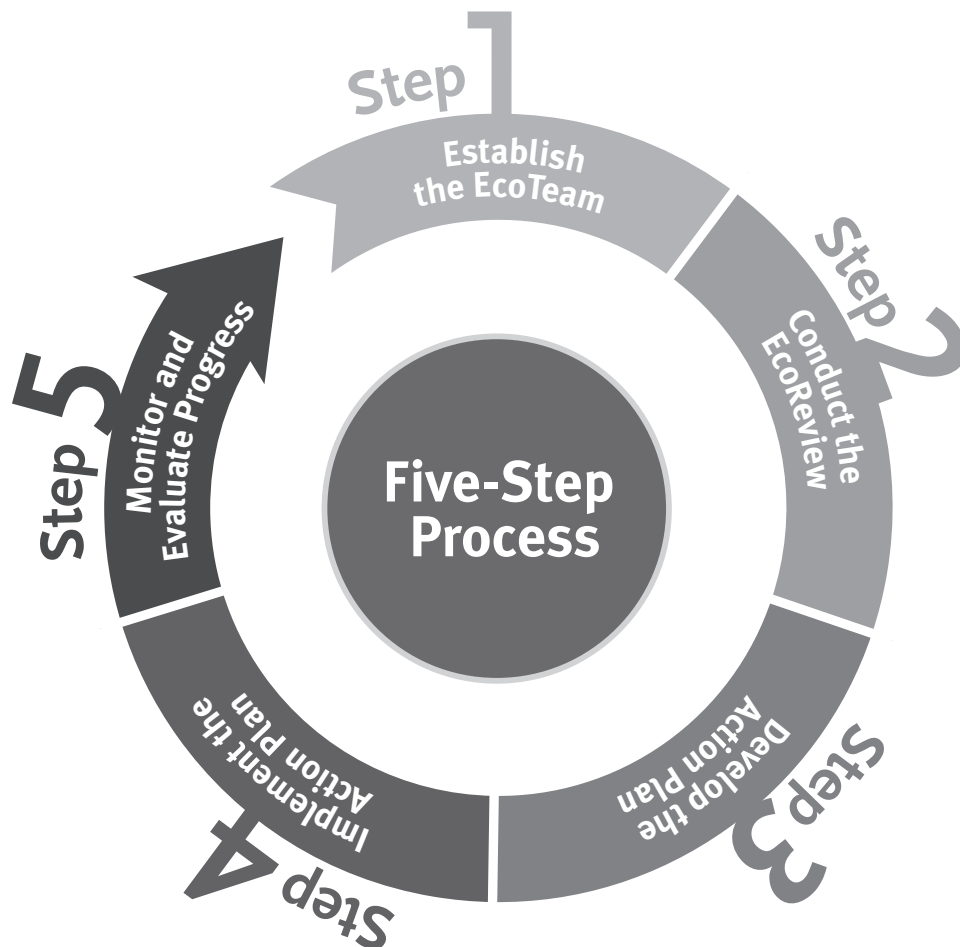 Five-Step
Process
Step 1
Establish
the EcoTeam
Step 2
Conduct the
EcoReview
Step 3
Develop the
Action Plan
Step 4
Implement the
Action Plan
Step 5
Monitor and
Evaluate Progress